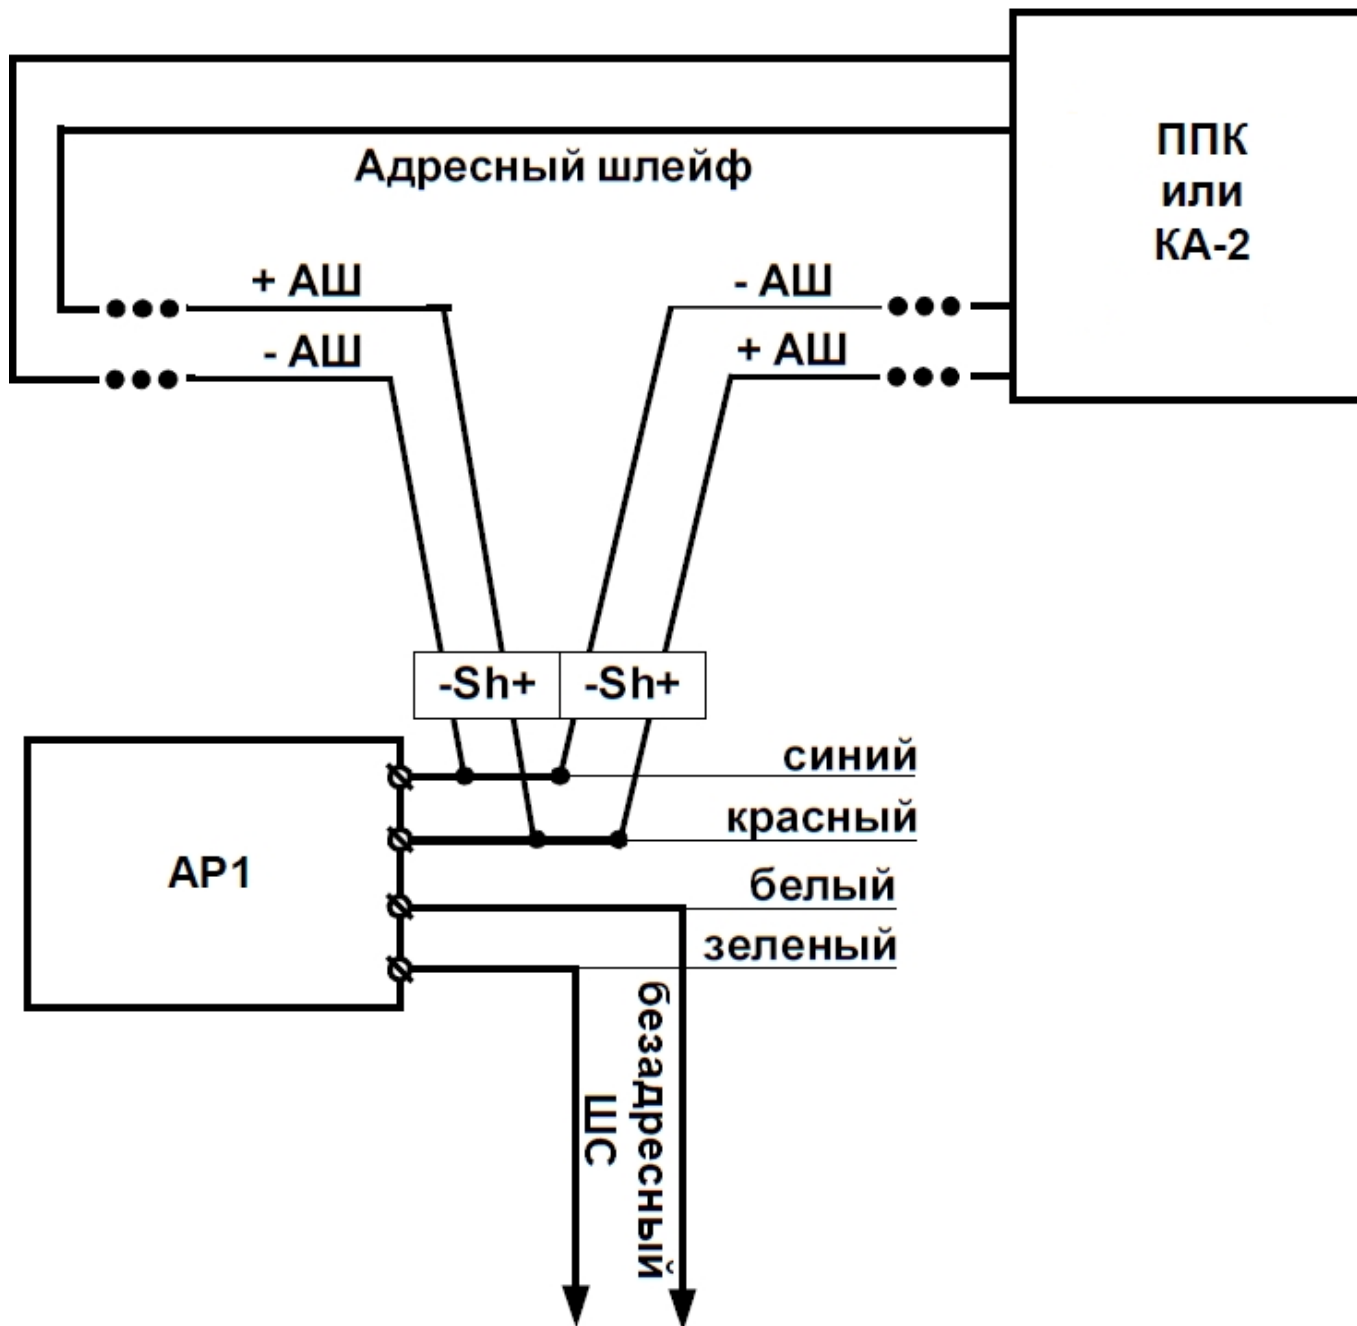 ППК
или
КА-2
Адресный шлейф
+ АШ
- АШ
- АШ
+ АШ
-Sh+
-Sh+
синий
красный
белый
зеленый
АР1
безадресный
ШС